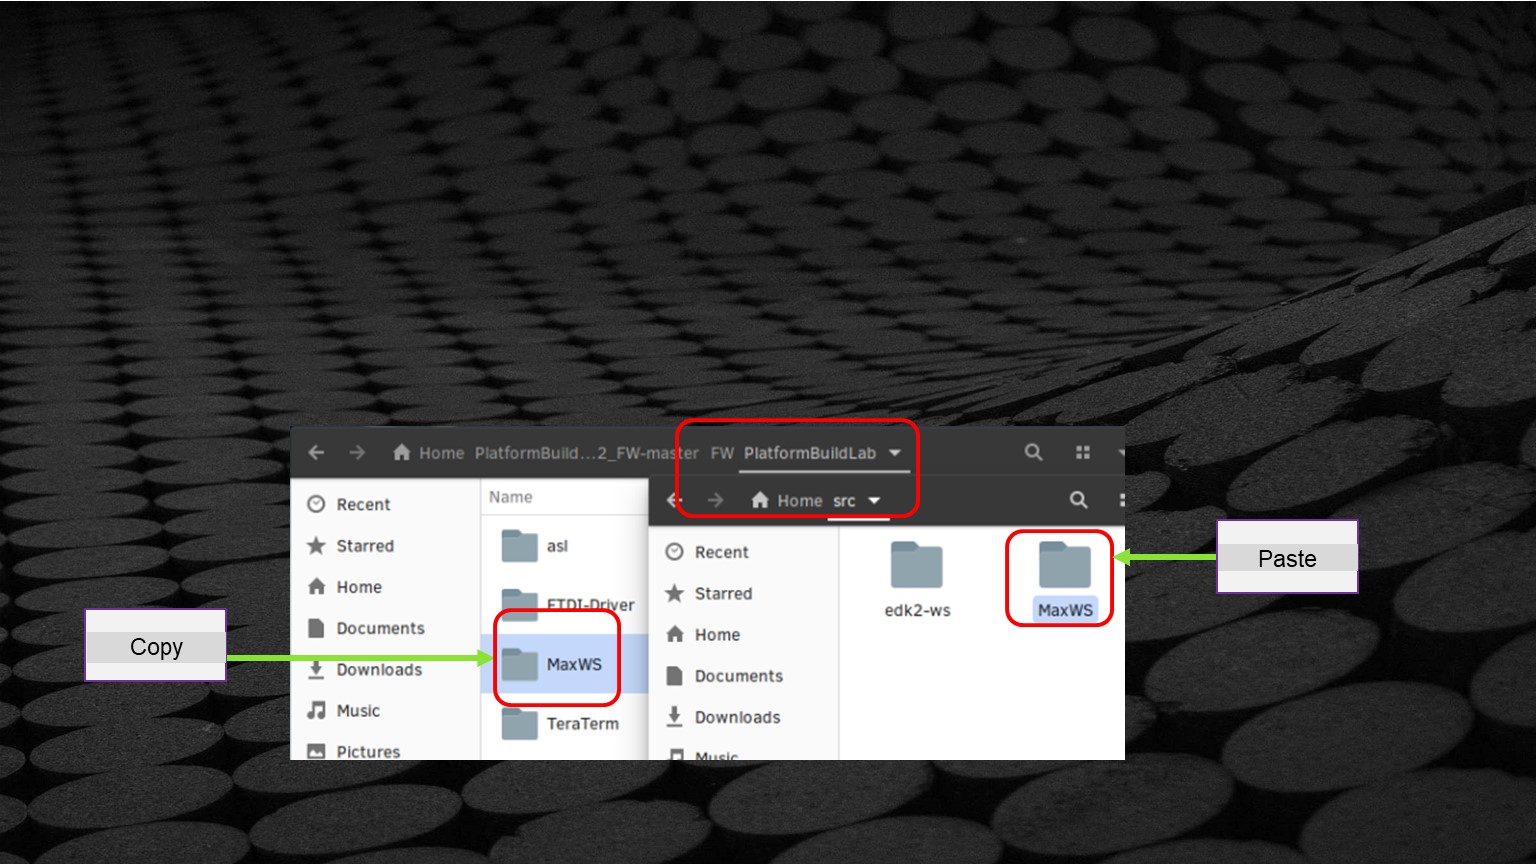 Home PlatformBuild...2_FW-master FW PlatformBuildLab
Name
Recent
Starred
Home
Documents
Downloads
Music
Pictures
asl
FTDI-Driver
MaxWS
TeraTerm
Home src
Recent
Starred
Home
Documents
Downloads
Music
edk2-ws
MaxWS
Copy
Paste